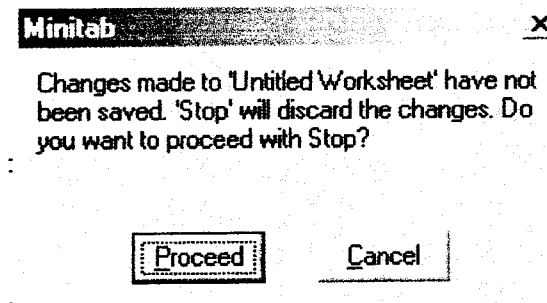 Minitab
Changes made to 'Untitled Worksheet' have not
been saved. 'Stop' will discard the changes. Do
you want to proceed with Stop?
Proceed
Cancel